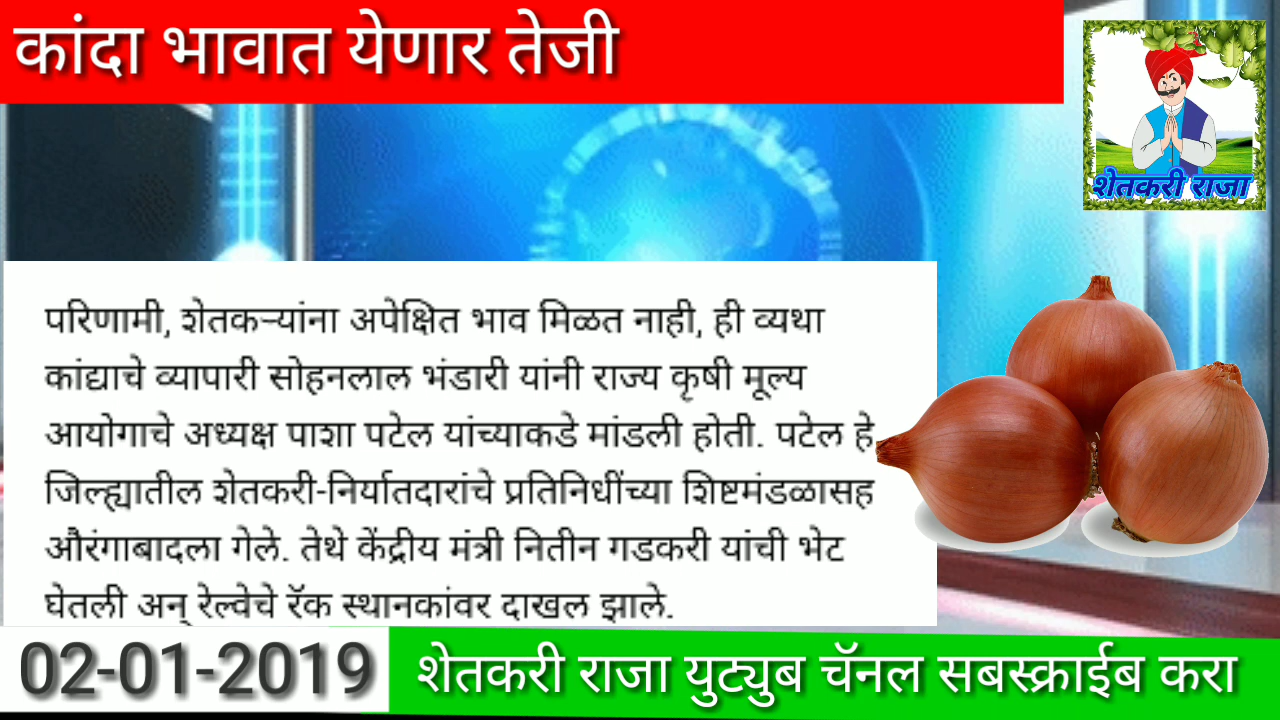 कांदा भावात येणार तेजी
शेतकरी राजा
परिणामी, शेतकऱ्यांना अपेक्षित भाव मिळत नाही, ही व्यथा
कांद्याचे व्यापारी सोहनलाल भंडारी यांनी राज्य कृषी मूल्य
आयोगाचे अध्यक्ष पाशा पटेल यांच्याकडे मांडली होती. पटेल हे
जिल्ह्यातील शेतकरी-निर्यातदारांचे प्रतिनिधींच्या शिष्टमंडळासह
औरंगाबादला गेले. तेथे केंद्रीय मंत्री नितीन गडकरी यांची भेट
घेतली अन् रेल्वेचे रॅक स्थानकांवर दाखल झाले.
02-01-2019
शेतकरी राजा युट्युब चॅनल सबस्क्राईब करा